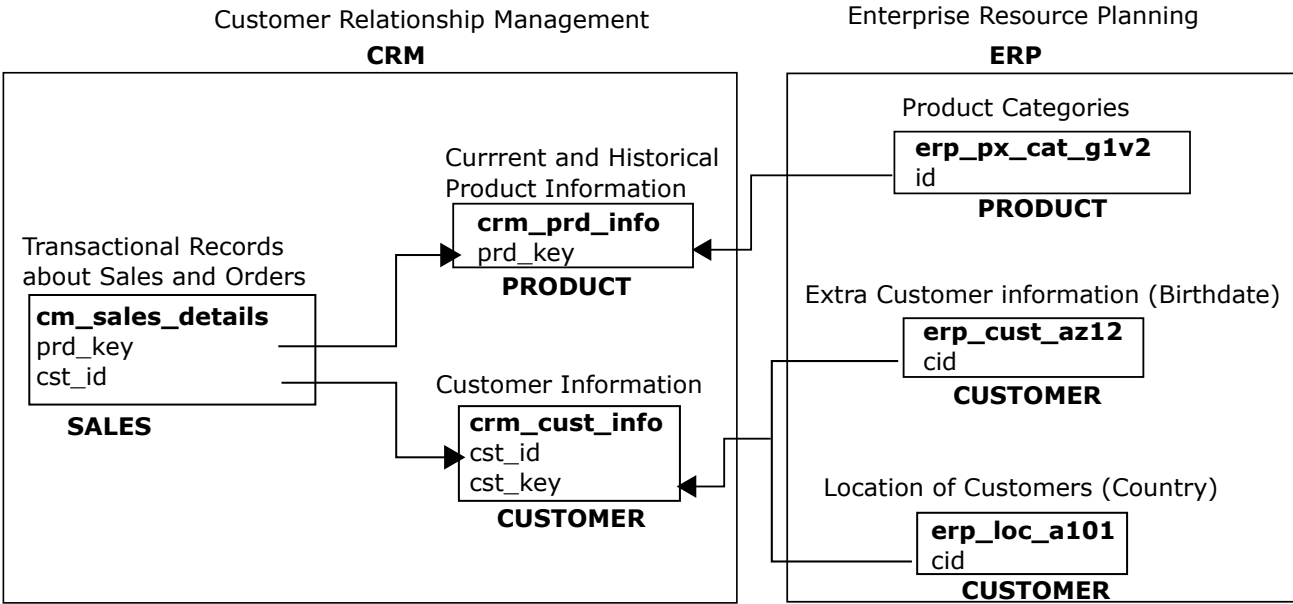 Customer Relationship Management
CRM
Transactional Records
about Sales and Orders
cm_sales_details
prd_key
cst_id
SALES
Currrent and Historical
Product Information
crm_prd_info
prd_key
PRODUCT
Customer Information
crm_cust_info
cst_id
cst_key
CUSTOMER
Enterprise Resource Planning
ERP
Product Categories
erp_px_cat_g1v2
id
PRODUCT
Extra Customer information (Birthdate)
erp_cust_az12
cid
CUSTOMER
Location of Customers (Country)
erp_loc_a101
cid
CUSTOMER